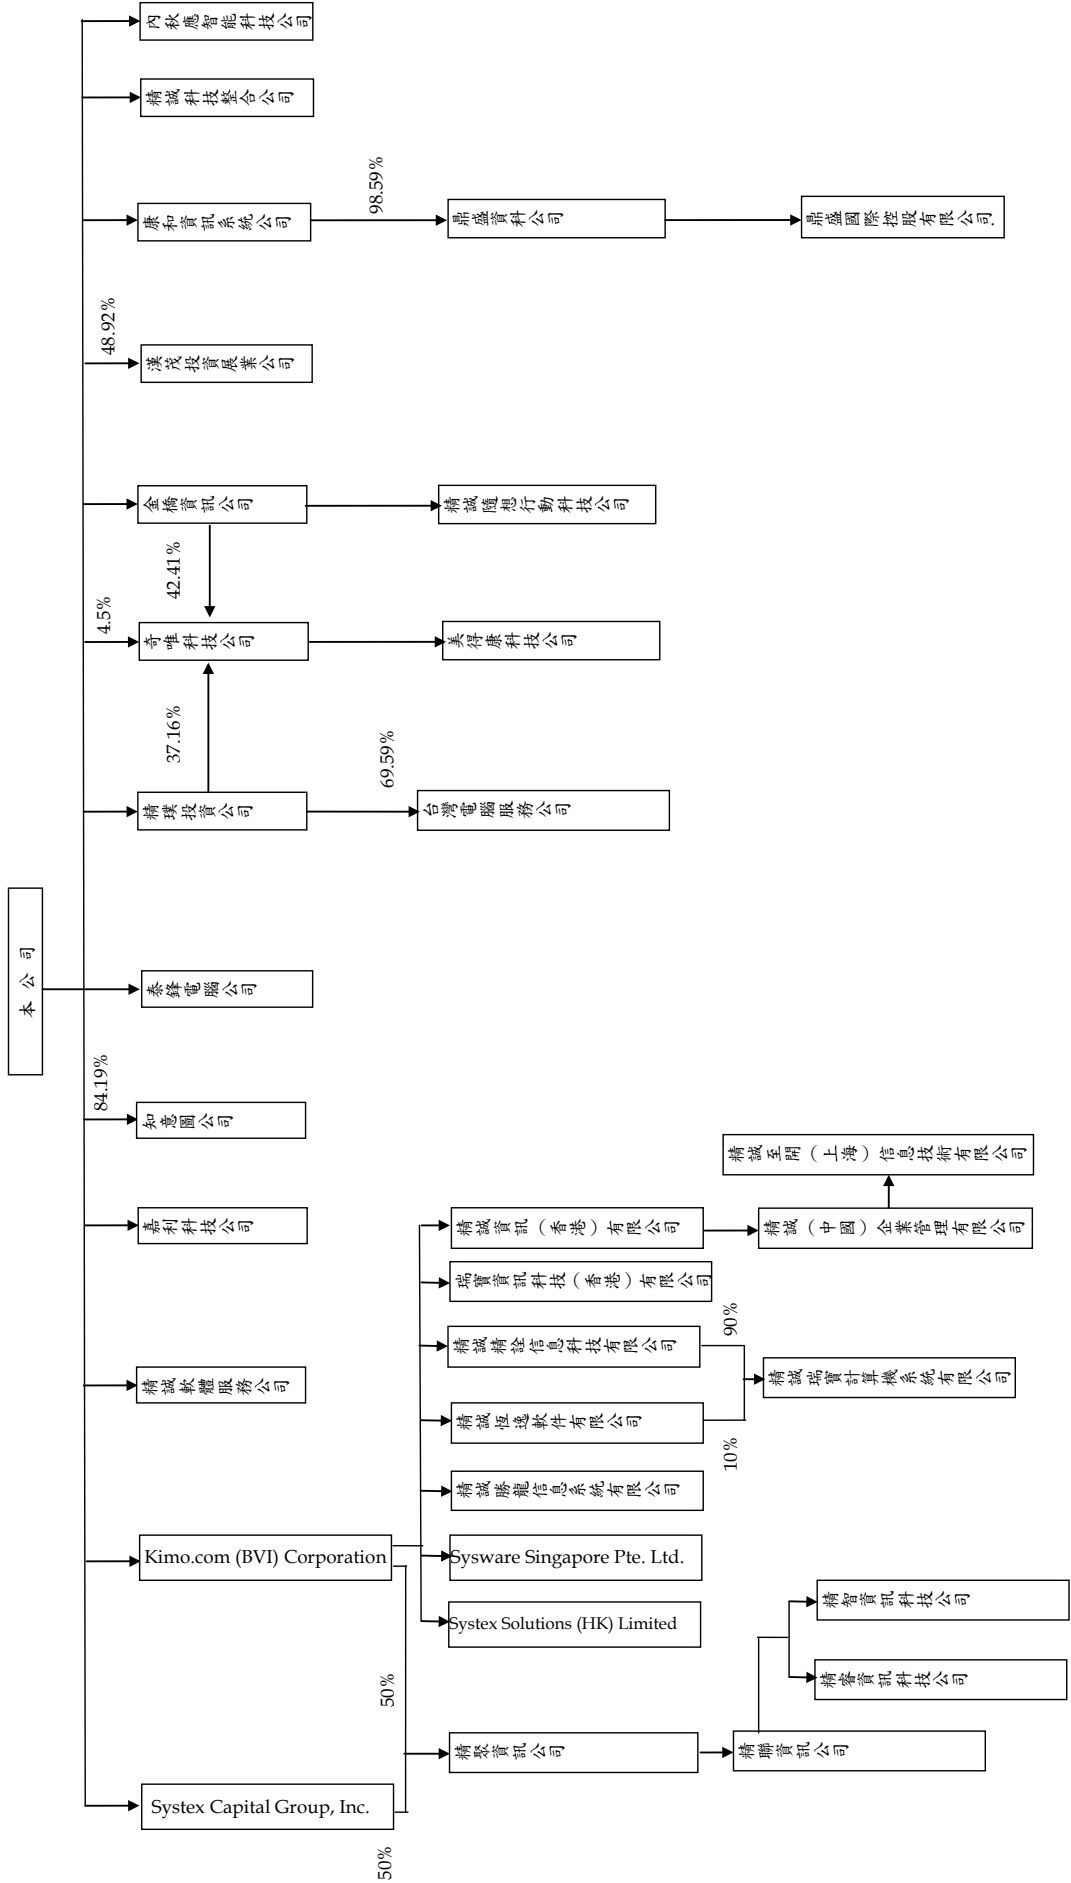 本公司
內秋應智能科技公司
精誠科技整合公司
康和資訊系統公司
98.59%
鼎盛資科公司
鼎盛國際控股有限公司.
48.92%
漢茂投資展業公司
金橋資訊公司
精誠隨想行動科技公司
42.41%
4.5%
奇唯科技公司
美得康科技公司
37.16%
精璞投資公司
69.59%
台灣電腦服務公司
泰鋒電腦公司
84.19%
知意圖公司
嘉利科技公司
精誠軟體服務公司
Kimo.com (BVI) Corporation
精誠資訊（香港）有限公司
精誠（中國）企業管理有限公司
精誠至開（上海）信息技術有限公司
瑞寶資訊科技（香港）有限公司
精誠精詮信息科技有限公司
90%
精誠瑞寶計算機系統有限公司
精誠恆逸軟件有限公司
10%
精誠勝龍信息系統有限公司
Sysware Singapore Pte. Ltd.
Systex Solutions (HK) Limited
50%
精聚資訊公司
精聯資訊公司
精智資訊科技公司
精睿資訊科技公司
Systex Capital Group, Inc.
50%